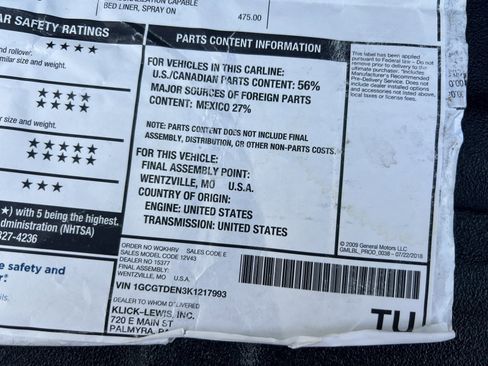 CAPABLE
BED LINER, SPRAY ON
475.00
AR SAFETY RATINGS
rollover.
milar size and weight.
★★★★
★★★★
★★★★
r size and weight.
★★★★★
★★★★★
★★★
★) with 5 being the highest.
dministration (NHTSA)
327-4236
e safety and
r.®
ils.
PARTS CONTENT INFORMATION
FOR VEHICLES IN THIS CARLINE:
U.S./CANADIAN PARTS CONTENT: 56%
MAJOR SOURCES OF FOREIGN PARTS
CONTENT: MEXICO 27%
NOTE: PARTS CONTENT DOES NOT INCLUDE FINAL
ASSEMBLY, DISTRIBUTION, OR OTHER NON-PARTS COSTS.
FOR THIS VEHICLE:
FINAL ASSEMBLY POINT:
WENTZVILLE, MO U.S.A.
COUNTRY OF ORIGIN:
ENGINE: UNITED STATES
TRANSMISSION: UNITED STATES
ORDER NO WQKHRV SALES CODE E
SALES MODEL CODE 12V43
DEALER NO 15377
FINAL ASSEMBLY:
WENTZVILLE, MO U.S.A.
VIN 1GCGTDEN3K1217993
DEALER TO WHOM DELIVERED
KLICK-LEWIS, INC.
720 E MAIN ST
PALMYRA,
This label has been applied
pursuant to Federal law - Do not
remove prior to delivery to the
ultimate purchaser. *Includes
Manufacturer's Recommended
Pre-Delivery Service. Does not
include dealer installed options
and accessories not listed above,
local taxes or license fees.
© 2009 General Motors LLC
GMLBL_PROD_0038 - 07/22/2018
TU